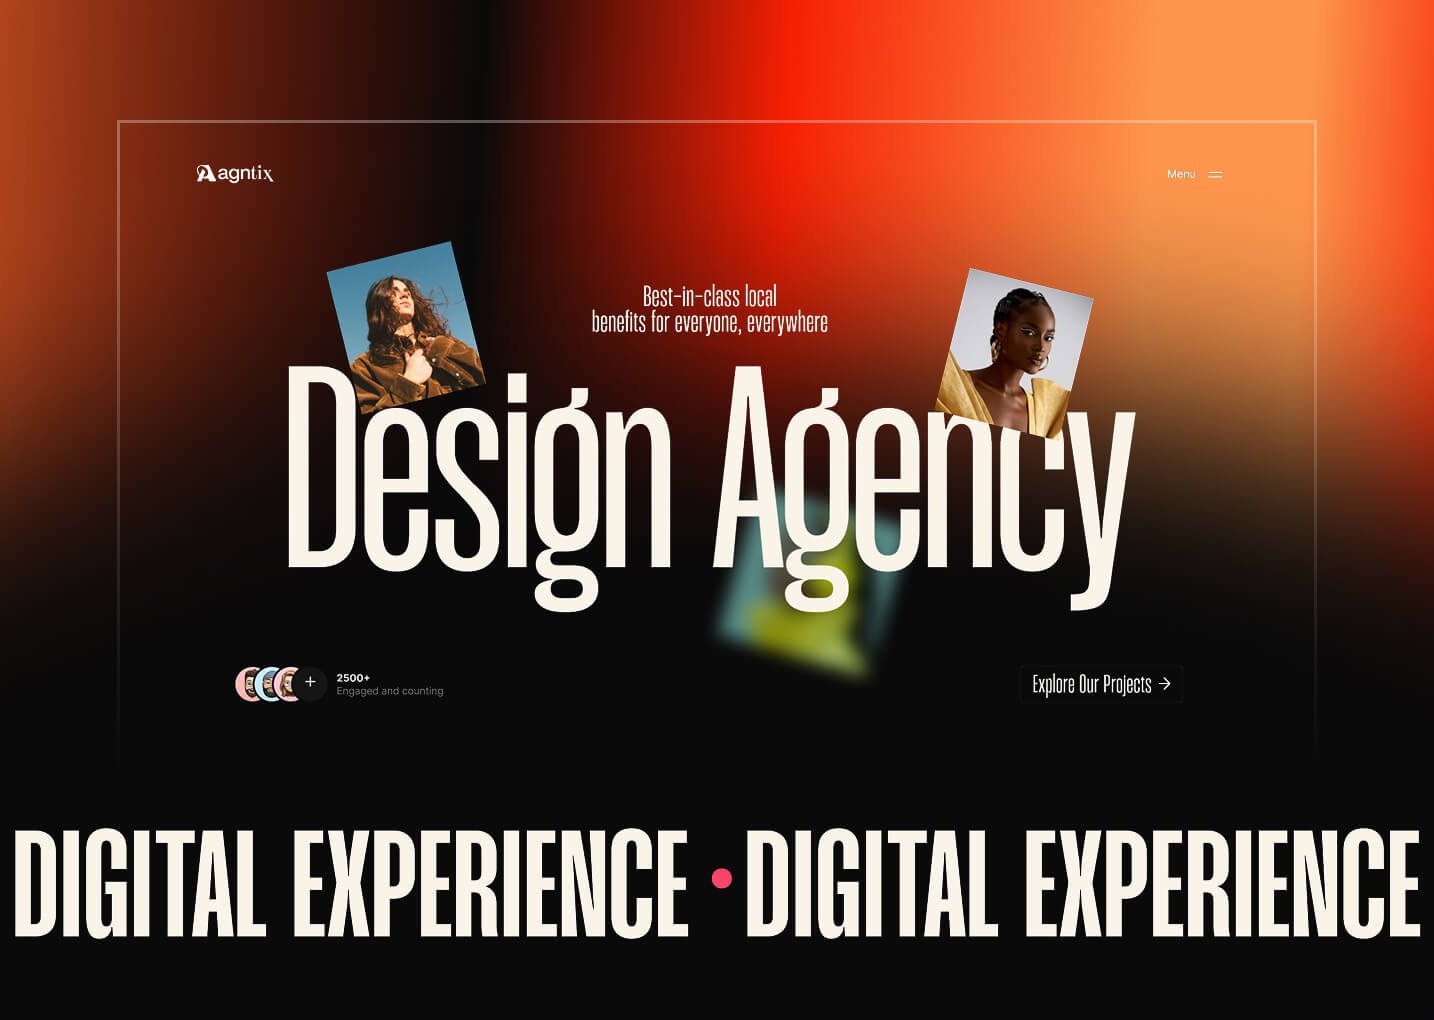 agntix
Menu
Best-in-class local
benefits for everyone, everywhere
Design Agency
2500+
Engaged and counting
Explore Our Projects →
DIGITAL EXPERIENCE • DIGITAL EXPERIENCE